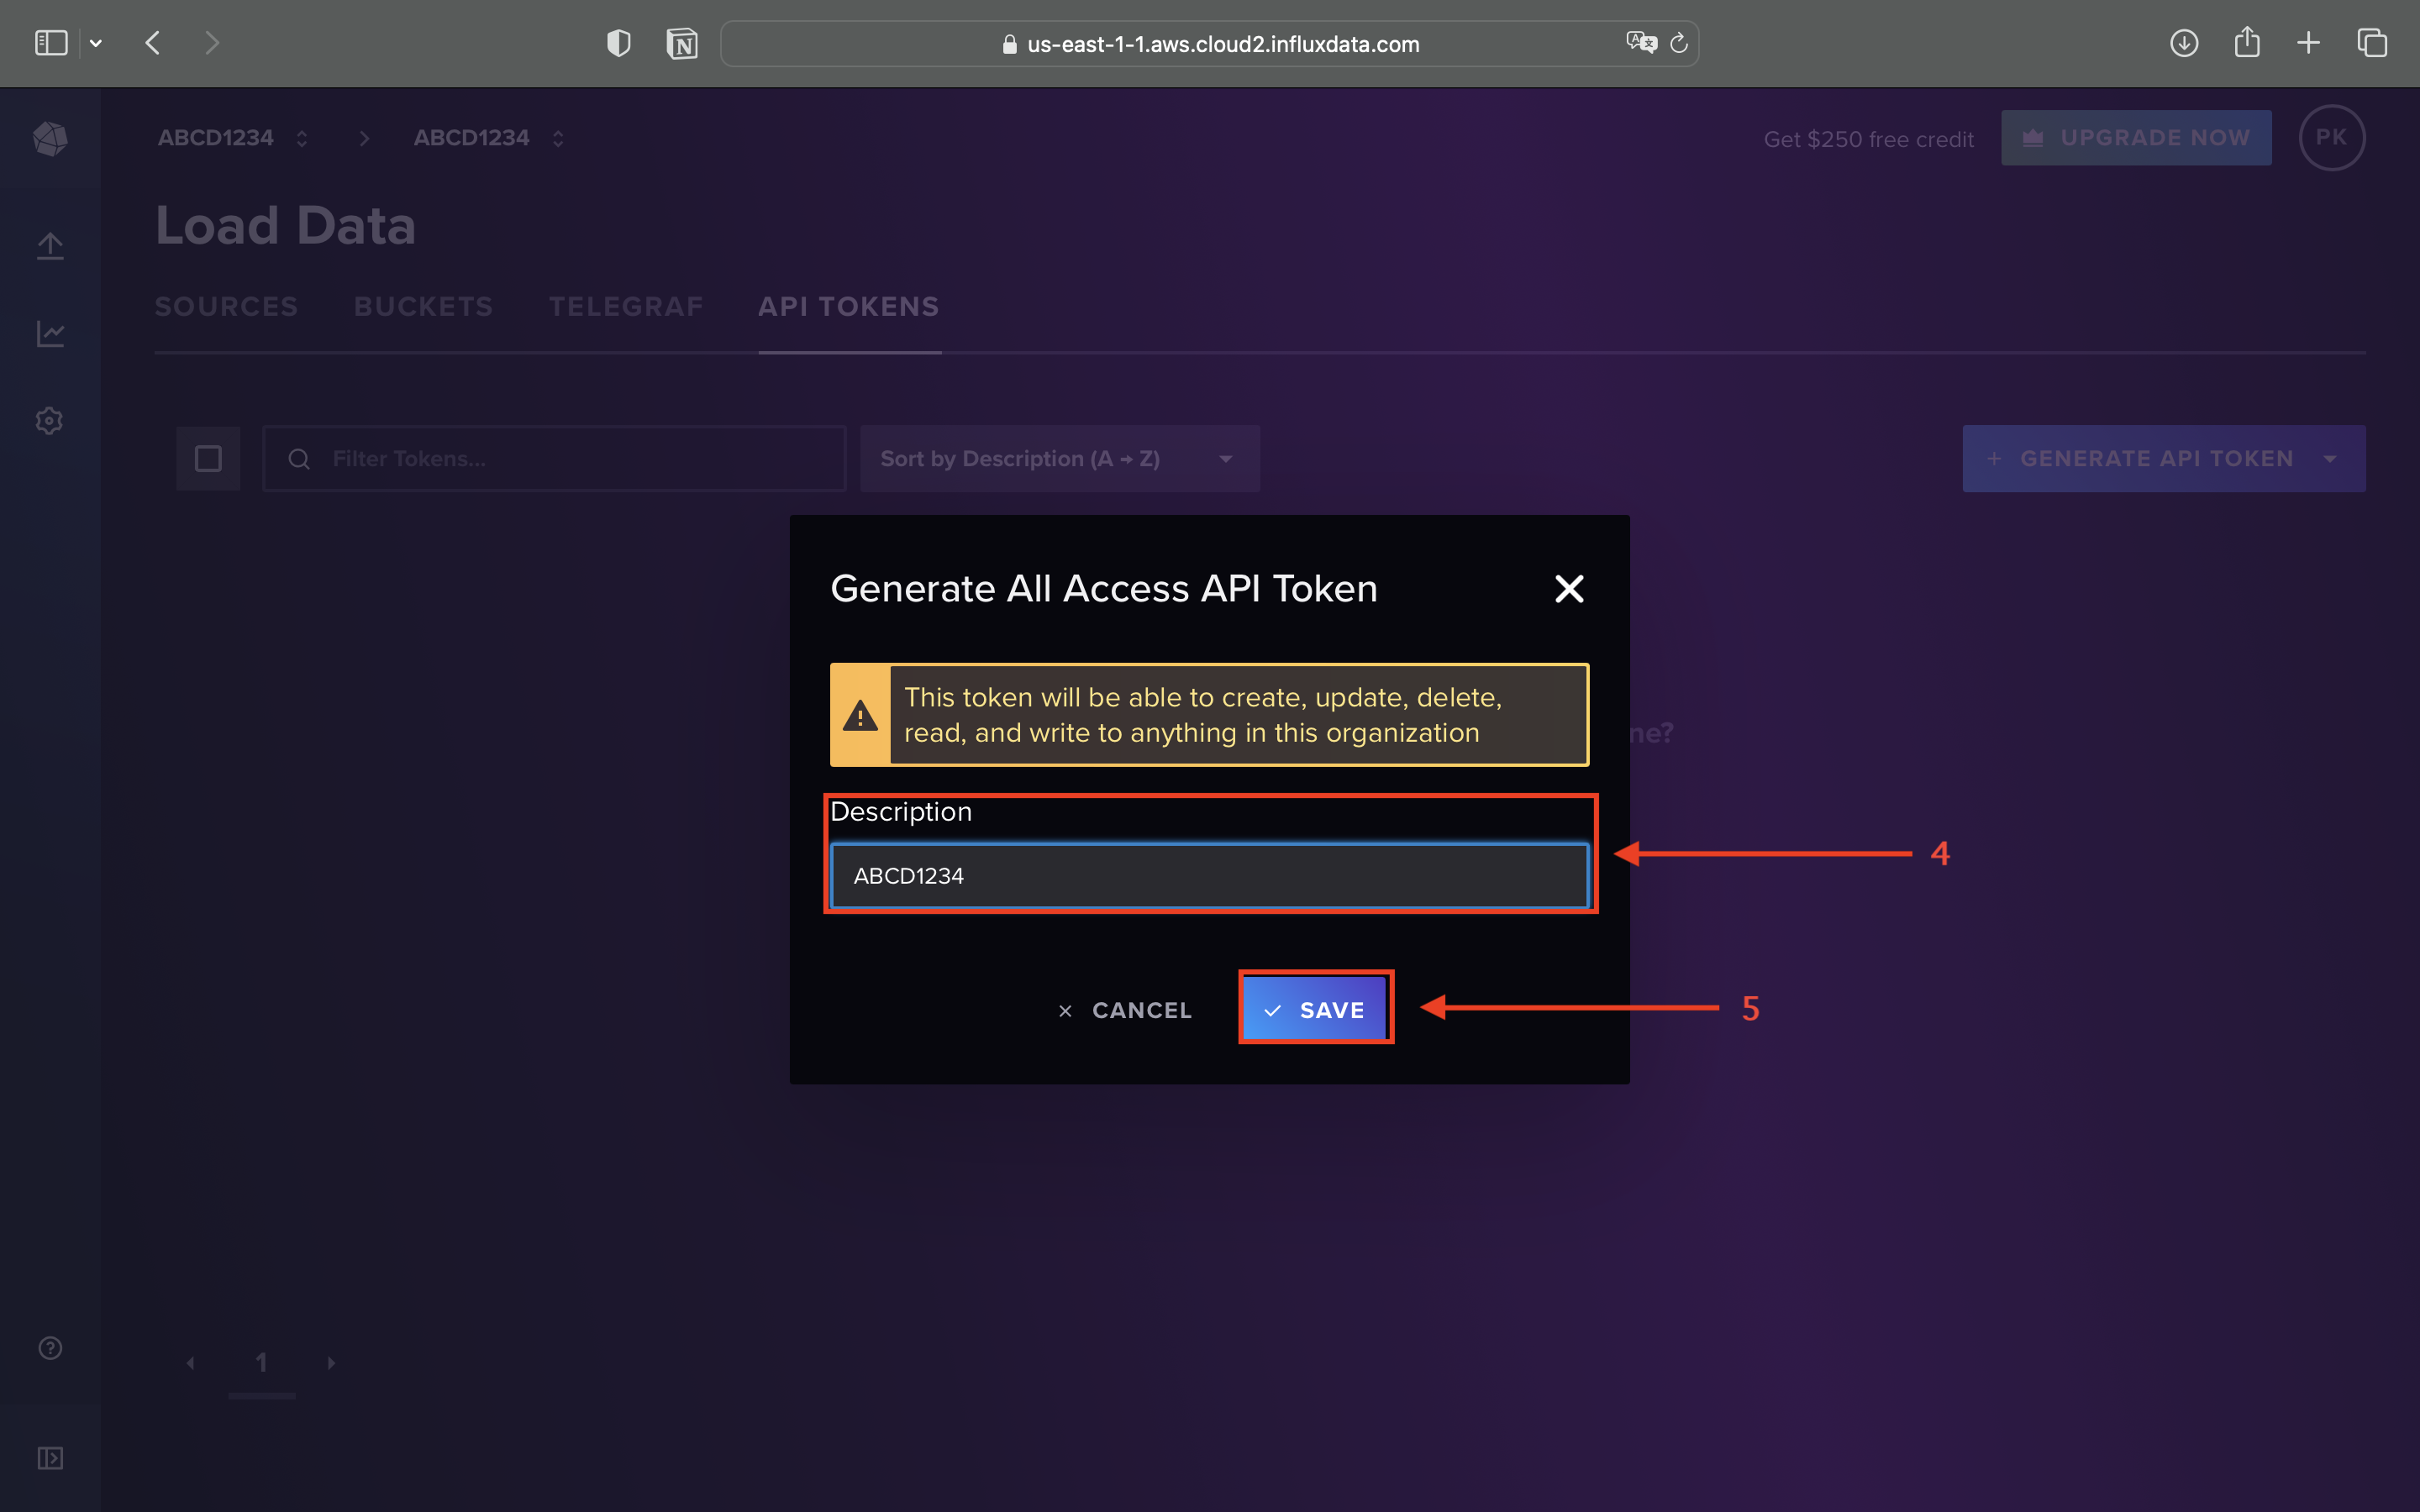 us-east-1-1.aws.cloud2.influxdata.com
ABCD1234
ABCD1234
Get $250 free credit
UPGRADE NOW
PK
Load Data
SOURCES
BUCKETS
TELEGRAF
API TOKENS
Filter Tokens...
Sort by Description (A → Z)
+ GENERATE API TOKEN
Generate All Access API Token
This token will be able to create, update, delete,
read, and write to anything in this organization
ne?
Description
ABCD1234
4
CANCEL
SAVE
5
1